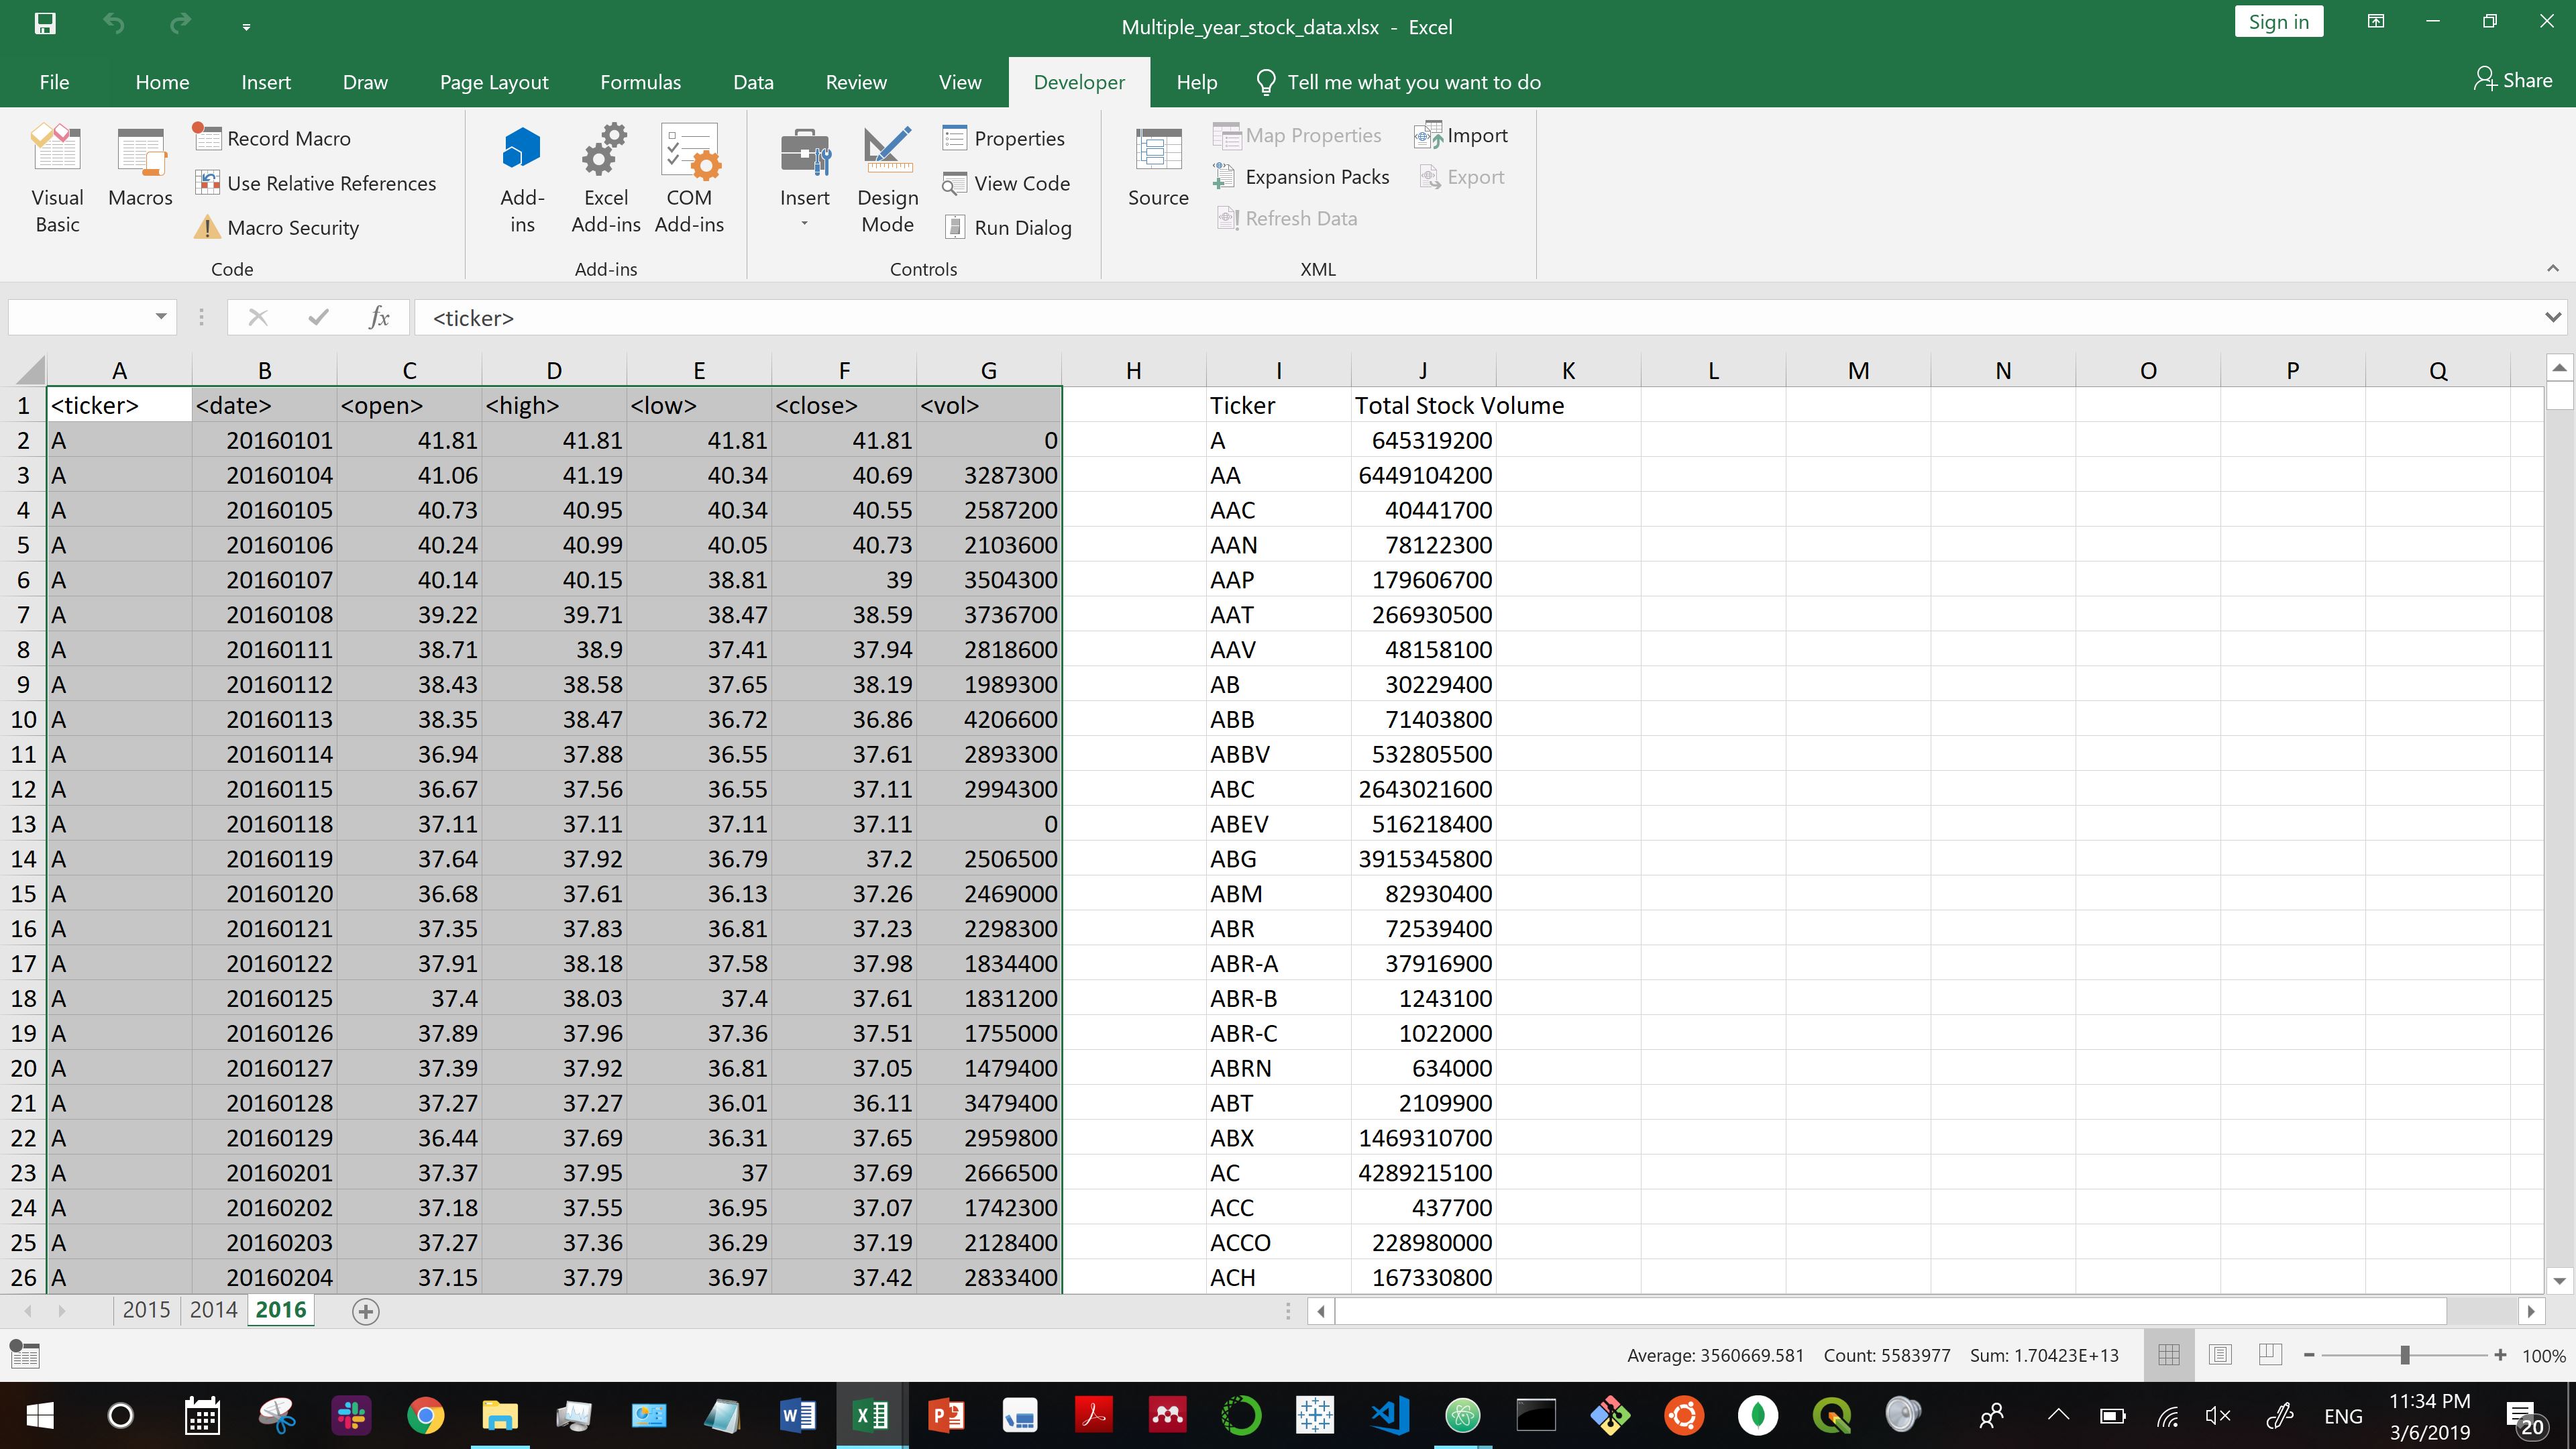 Multiple_year_stock_data.xlsx - Excel
Sign in
File Home Insert Draw Page Layout Formulas Data Review View Developer Help Tell me what you want to do Share
Visual Basic
Macros
Record Macro
Use Relative References
Macro Security
Code
Add-ins
Excel Add-ins
COM Add-ins
Add-ins
Insert
Design Mode
Properties
View Code
Run Dialog
Controls
Source
Map Properties
Expansion Packs
Refresh Data
Import
Export
XML
fx <ticker>
A B C D E F G H I J K L M N O P Q
1 <ticker> <date> <open> <high> <low> <close> <vol> Ticker Total Stock Volume
2 A 20160101 41.81 41.81 41.81 41.81 0 A 645319200
3 A 20160104 41.06 41.19 40.34 40.69 3287300 AA 6449104200
4 A 20160105 40.73 40.95 40.34 40.55 2587200 AAC 40441700
5 A 20160106 40.24 40.99 40.05 40.73 2103600 AAN 78122300
6 A 20160107 40.14 40.15 38.81 39 3504300 AAP 179606700
7 A 20160108 39.22 39.71 38.47 38.59 3736700 AAT 266930500
8 A 20160111 38.71 38.9 37.41 37.94 2818600 AAV 48158100
9 A 20160112 38.43 38.58 37.65 38.19 1989300 AB 30229400
10 A 20160113 38.35 38.47 36.72 36.86 4206600 ABB 71403800
11 A 20160114 36.94 37.88 36.55 37.61 2893300 ABBV 532805500
12 A 20160115 36.67 37.56 36.55 37.11 2994300 ABC 2643021600
13 A 20160118 37.11 37.11 37.11 37.11 0 ABEV 516218400
14 A 20160119 37.64 37.92 36.79 37.2 2506500 ABG 3915345800
15 A 20160120 36.68 37.61 36.13 37.26 2469000 ABM 82930400
16 A 20160121 37.35 37.83 36.81 37.23 2298300 ABR 72539400
17 A 20160122 37.91 38.18 37.58 37.98 1834400 ABR-A 37916900
18 A 20160125 37.4 38.03 37.4 37.61 1831200 ABR-B 1243100
19 A 20160126 37.89 37.96 37.36 37.51 1755000 ABR-C 1022000
20 A 20160127 37.39 37.92 36.81 37.05 1479400 ABRN 634000
21 A 20160128 37.27 37.27 36.01 36.11 3479400 ABT 2109900
22 A 20160129 36.44 37.69 36.31 37.65 2959800 ABX 1469310700
23 A 20160201 37.37 37.95 37 37.69 2666500 AC 4289215100
24 A 20160202 37.18 37.55 36.95 37.07 1742300 ACC 437700
25 A 20160203 37.27 37.36 36.29 37.19 2128400 ACCO 228980000
26 A 20160204 37.15 37.79 36.97 37.42 2833400 ACH 167330800
2015 2014 2016
Average: 3560669.581 Count: 5583977 Sum: 1.70423E+13 100%
ENG 11:34 PM
3/6/2019 20